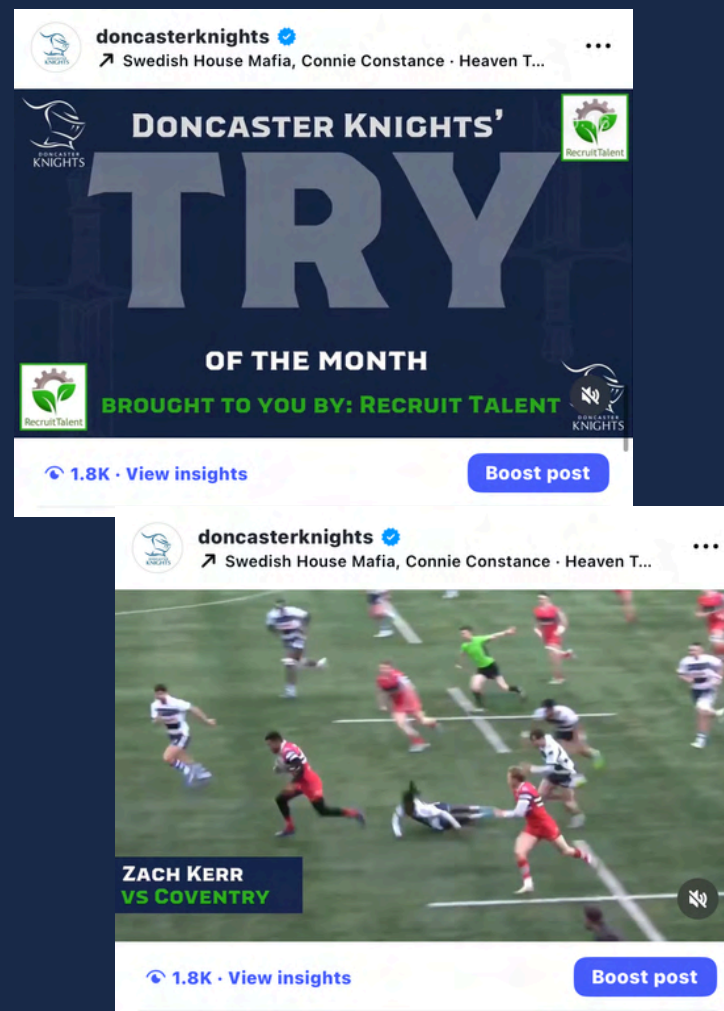 doncasterknights
Swedish House Mafia, Connie Constance · Heaven T...
DONCASTER KNIGHTS'
DONCASTER
KNIGHTS
RecruitTalent
TRY
OF THE MONTH
BROUGHT TO YOU BY: RECRUIT TALENT
RecruitTalent
DONCASTER
KNIGHTS
1.8K · View insights
Boost post
doncasterknights
Swedish House Mafia, Connie Constance · Heaven T...
ZACH KERR
VS COVENTRY
1.8K · View insights
Boost post